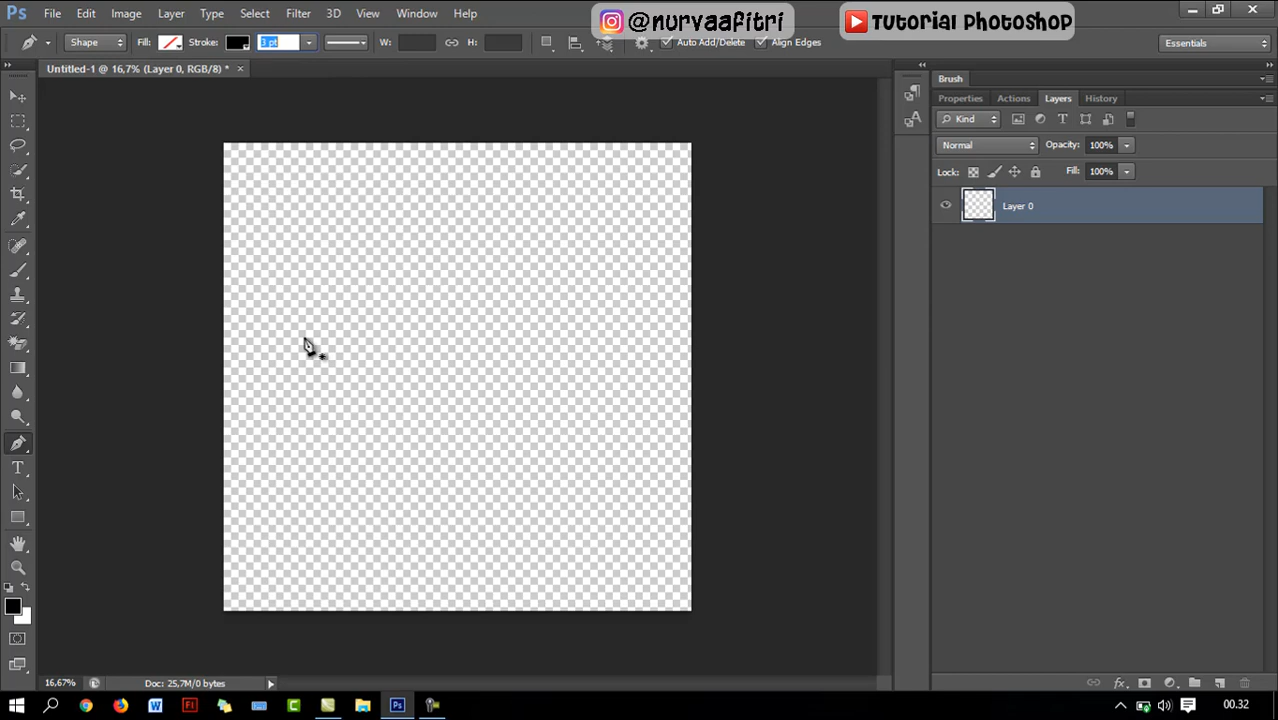 Ps File Edit Image Layer Type Select Filter 3D View Window Help
@nurvaafitri
Tutorial Photoshop
Shape Fill: Stroke: 3 pt W: H: Auto Add/Delete Align Edges Essentials
Untitled-1 @ 16,7% (Layer 0, RGB/8) *
Brush
Properties Actions Layers History
Kind
Normal Opacity: 100%
Lock: Fill: 100%
Layer 0
16,67% Doc: 25,7M/0 bytes
00.32